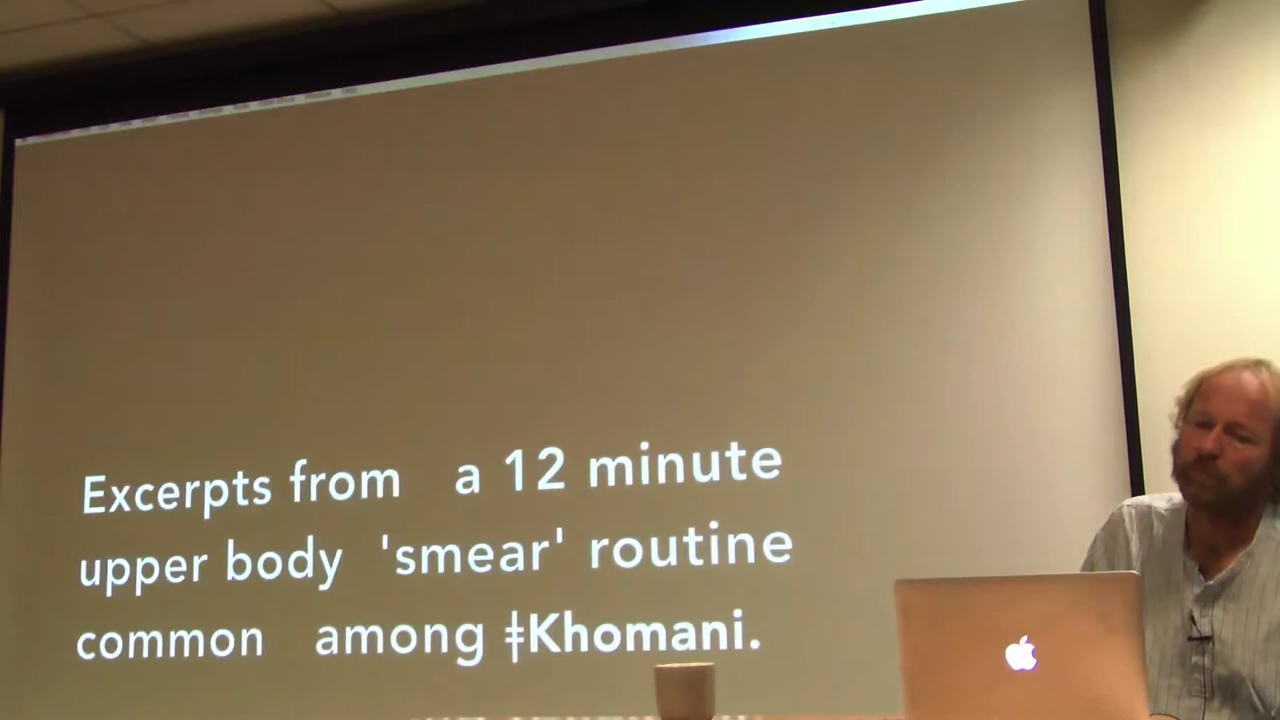 Excerpts from a 12 minute
upper body 'smear' routine
common among ǂKhomani.